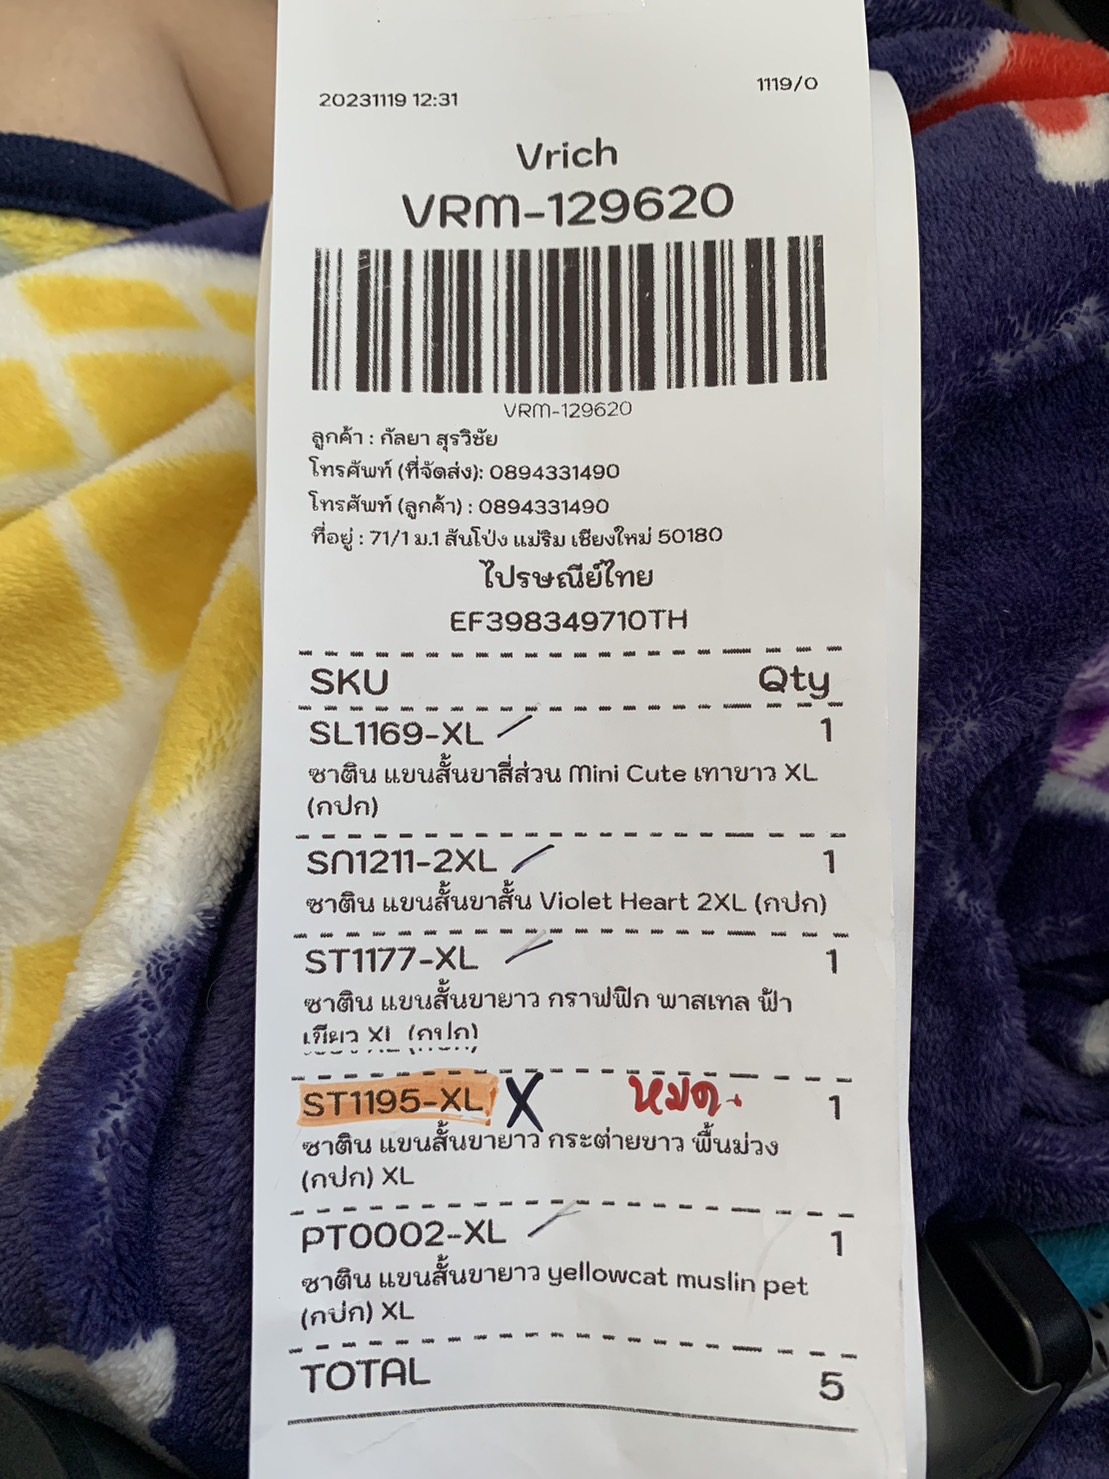 20231119 12:31
1119/0
Vrich
VRM-129620
VRM-129620
ลูกค้า : กัลยา สุรวิชัย
โทรศัพท์ (ที่จัดส่ง): 0894331490
โทรศัพท์ (ลูกค้า) : 0894331490
ที่อยู่ : 71/1 ม.1 สันโป่ง แม่ริม เชียงใหม่ 50180
ไปรษณีย์ไทย
EF398349710TH
SKU Qty
SL1169-XL 1
ซาติน แขนสั้นขาสี่ส่วน Mini Cute เทาขาว XL
(กปก)
SN1211-2XL 1
ซาติน แขนสั้นขาสั้น Violet Heart 2XL (กปก)
ST1177-XL 1
ซาติน แขนสั้นขายาว กราฟฟิก พาสเทล ฟ้า
เขียว XL (กปก)
ST1195-XL X หมด 1
ซาติน แขนสั้นขายาว กระต่ายขาว พื้นม่วง
(กปก) XL
PT0002-XL 1
ซาติน แขนสั้นขายาว yellowcat muslin pet
(กปก) XL
TOTAL 5